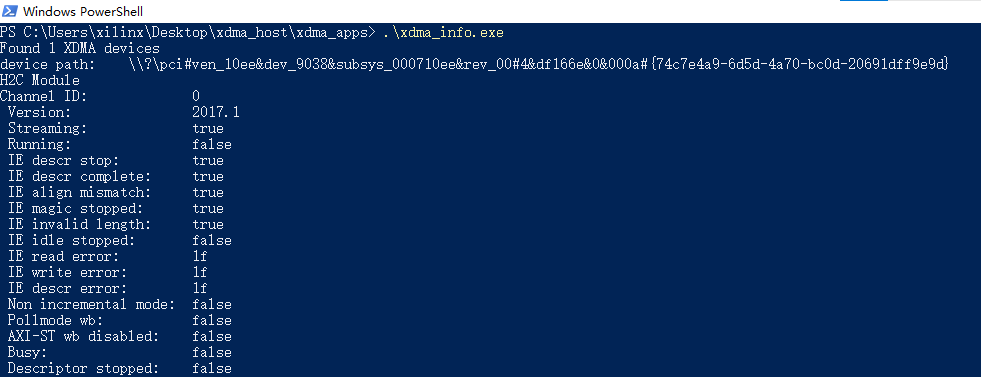 Windows PowerShell
PS C:\Users\xilinx\Desktop\xdma_host\xdma_apps> .\xdma_info.exe
Found 1 XDMA devices
device path:    \\?\pci#ven_10ee&dev_9038&subsys_000710ee&rev_00#4&df166e&0&000a#{74c7e4a9-6d5d-4a70-bc0d-20691dff9e9d}
H2C Module
Channel ID:             0
 Version:               2017.1
 Streaming:             true
 Running:               false
 IE descr stop:         true
 IE descr complete:     true
 IE align mismatch:     true
 IE magic stopped:      true
 IE invalid length:     true
 IE idle stopped:       false
 IE read error:         1f
 IE write error:        1f
 IE descr error:        1f
 Non incremental mode:  false
 Pollmode wb:           false
 AXI-ST wb disabled:    false
 Busy:                  false
 Descriptor stopped:    false